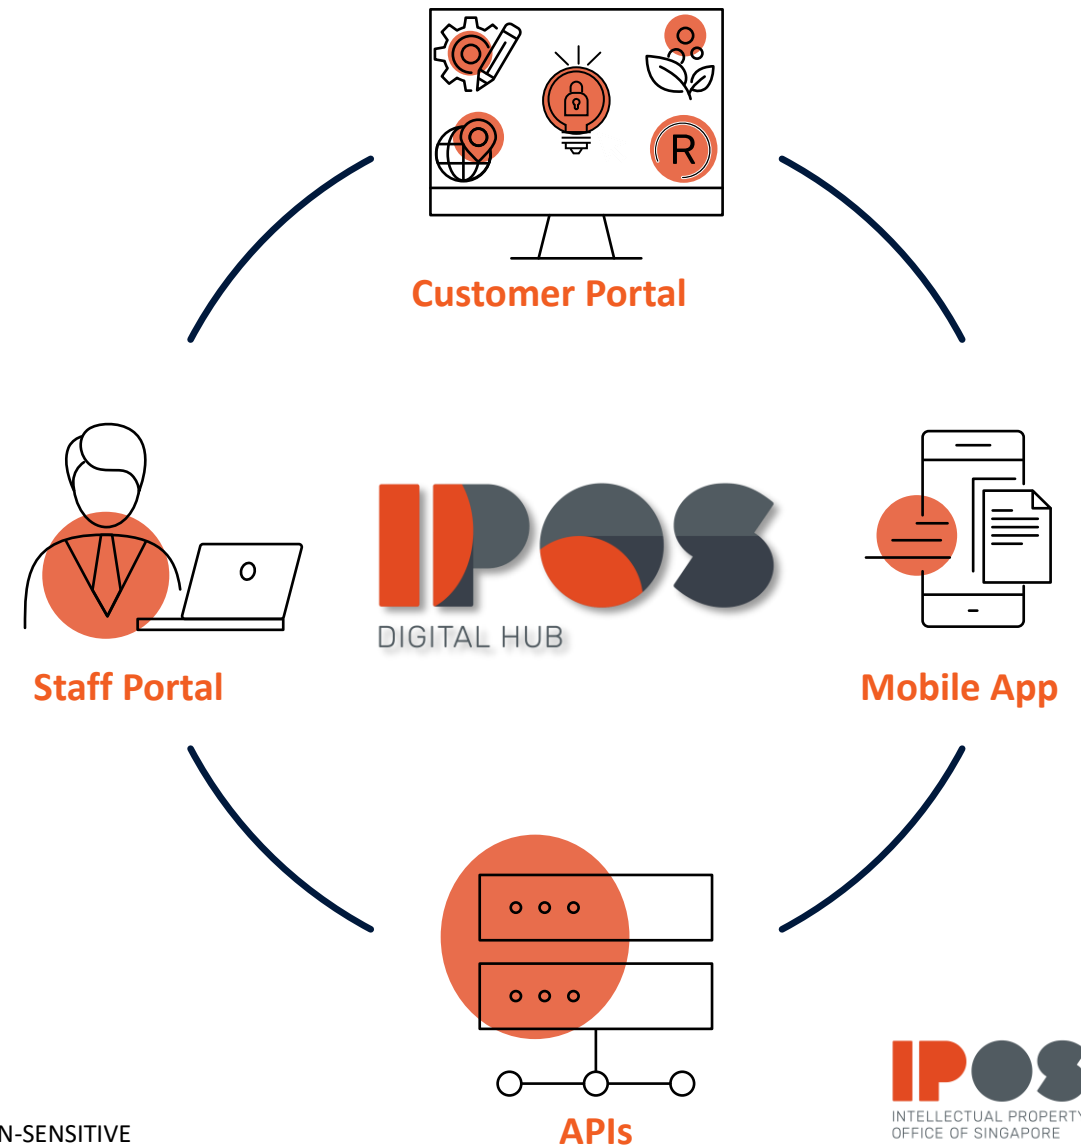 R
Customer Portal
IPOS
DIGITAL HUB
Staff Portal
Mobile App
APIs
IPOS
INTELLECTUAL PROPERTY
OFFICE OF SINGAPORE
N-SENSITIVE